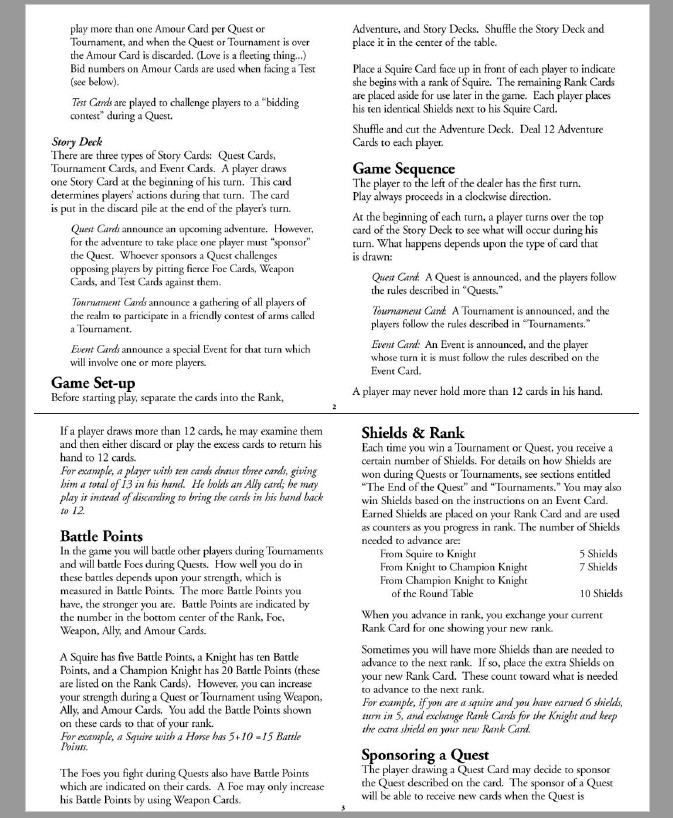 play more than one Amour Card per Quest or
Tournament, and when the Quest or Tournament is over
the Amour Card is discarded. (Love is a fleeting thing...)
Bid numbers on Amour Cards are used when facing a Test
(see below).
Test Cards are played to challenge players to a "bidding
contest" during a Quest.
Story Deck
There are three types of Story Cards: Quest Cards,
Tournament Cards, and Event Cards. A player draws
one Story Card at the beginning of his turn. This card
determines players' actions during that turn. The card
is put in the discard pile at the end of the player's turn.
Quest Cards announce an upcoming adventure. However,
for the adventure to take place one player must "sponsor"
the Quest. Whoever sponsors a Quest challenges
opposing players by pitting fierce Foe Cards, Weapon
Cards, and Test Cards against them.
Tournament Cards announce a gathering of all players of
the realm to participate in a friendly contest of arms called
a Tournament.
Event Cards announce a special Event for that turn which
will involve one or more players.
Game Set-up
Before starting play, separate the cards into the Rank,
Adventure, and Story Decks. Shuffle the Story Deck and
place it in the center of the table.
Place a Squire Card face up in front of each player to indicate
she begins with a rank of Squire. The remaining Rank Cards
are placed aside for use later in the game. Each player places
his ten identical Shields next to his Squire Card.
Shuffle and cut the Adventure Deck. Deal 12 Adventure
Cards to each player.
Game Sequence
The player to the left of the dealer has the first turn.
Play always proceeds in a clockwise direction.
At the beginning of each turn, a player turns over the top
card of the Story Deck to see what will occur during his
turn. What happens depends upon the type of card that
is drawn:
Quest Card: A Quest is announced, and the players follow
the rules described in "Quests."
Tournament Card: A Tournament is announced, and the
players follow the rules described in "Tournaments."
Event Card: An Event is announced, and the player
whose turn it is must follow the rules described on the
Event Card.
A player may never hold more than 12 cards in his hand.
2
If a player draws more than 12 cards, he may examine them
and then either discard or play the excess cards to return his
hand to 12 cards.
For example, a player with ten cards draws three cards, giving
him a total of 13 in his hand. He holds an Ally card; he may
play it instead of discarding to bring the cards in his hand back
to 12.
Battle Points
In the game you will battle other players during Tournaments
and will battle Foes during Quests. How well you do in
these battles depends upon your strength, which is
measured in Battle Points. The more Battle Points you
have, the stronger you are. Battle Points are indicated by
the number in the bottom center of the Rank, Foe,
Weapon, Ally, and Amour Cards.
A Squire has five Battle Points, a Knight has ten Battle
Points, and a Champion Knight has 20 Battle Points (these
are listed on the Rank Cards). However, you can increase
your strength during a Quest or Tournament using Weapon,
Ally, and Amour Cards. You add the Battle Points shown
on these cards to that of your rank.
For example, a Squire with a Horse has 5+10 =15 Battle
Points.
The Foes you fight during Quests also have Battle Points
which are indicated on their cards. A Foe may only increase
his Battle Points by using Weapon Cards.
Shields & Rank
Each time you win a Tournament or Quest, you receive a
certain number of Shields. For details on how Shields are
won during Quests or Tournaments, see sections entitled
"The End of the Quest" and "Tournaments." You may also
win Shields based on the instructions on an Event Card.
Earned Shields are placed on your Rank Card and are used
as counters as you progress in rank. The number of Shields
needed to advance are:
From Squire to Knight 5 Shields
From Knight to Champion Knight 7 Shields
From Champion Knight to Knight
of the Round Table 10 Shields
When you advance in rank, you exchange your current
Rank Card for one showing your new rank.
Sometimes you will have more Shields than are needed to
advance to the next rank. If so, place the extra Shields on
your new Rank Card. These count toward what is needed
to advance to the next rank.
For example, if you are a squire and you have earned 6 shields,
turn in 5, and exchange Rank Cards for the Knight and keep
the extra shield on your new Rank Card.
Sponsoring a Quest
The player drawing a Quest Card may decide to sponsor
the Quest described on the card. The sponsor of a Quest
will be able to receive new cards when the Quest is
3